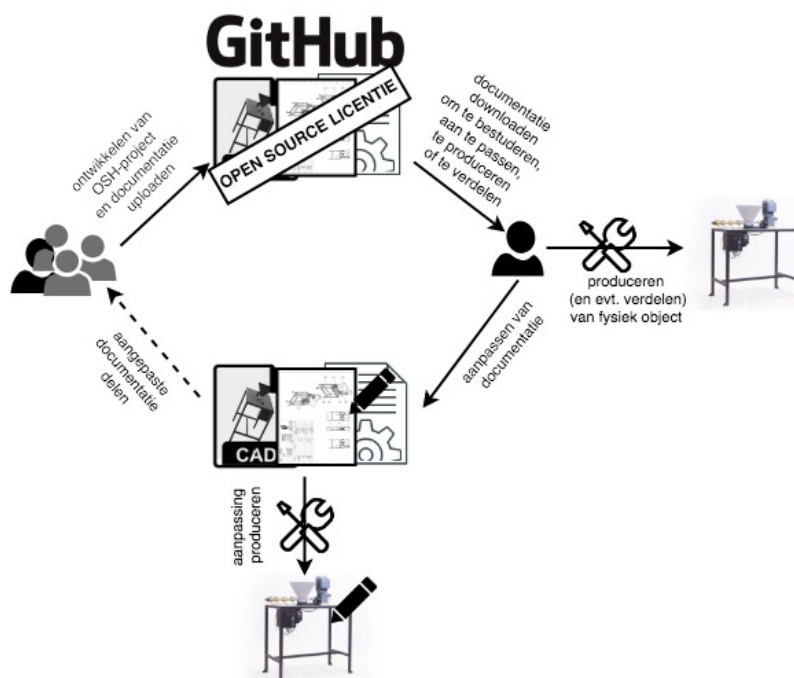 GitHub
OPEN SOURCE LICENTIE
ontwikkelen van
OSH-project
en documentatie
uploaden
documentatie
downloaden
om te bestuderen,
aan te passen,
te produceren
of te verdelen
produceren
(en evt. verdelen)
van fysiek object
aanpassen van
documentatie
aangepaste
documentatie
delen
CAD
aanpassing
produceren